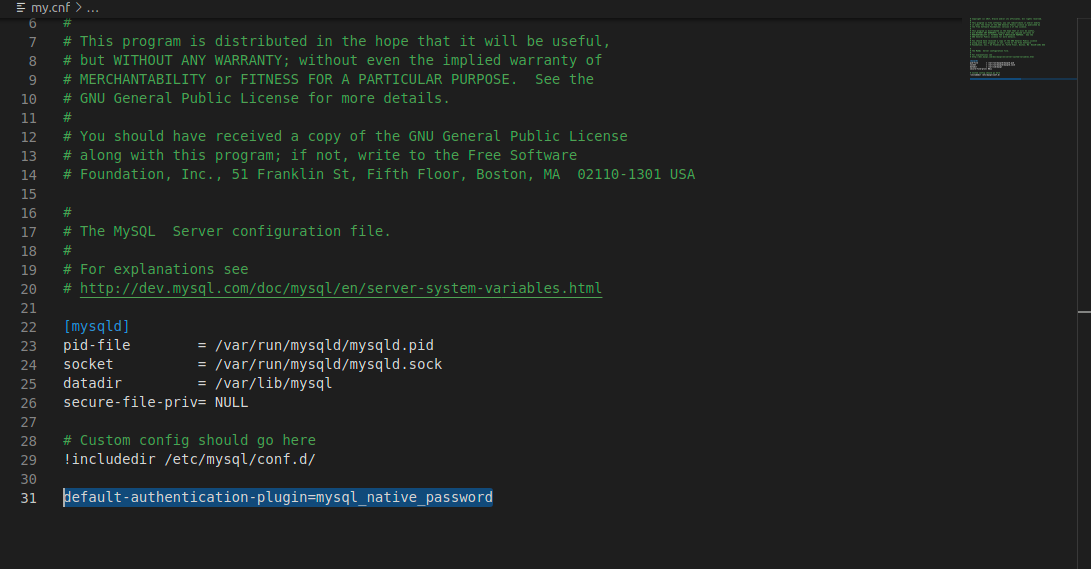 my.cnf > ...
6 #
7 # This program is distributed in the hope that it will be useful,
8 # but WITHOUT ANY WARRANTY; without even the implied warranty of
9 # MERCHANTABILITY or FITNESS FOR A PARTICULAR PURPOSE.  See the
10 # GNU General Public License for more details.
11 #
12 # You should have received a copy of the GNU General Public License
13 # along with this program; if not, write to the Free Software
14 # Foundation, Inc., 51 Franklin St, Fifth Floor, Boston, MA  02110-1301 USA
15
16 #
17 # The MySQL  Server configuration file.
18 #
19 # For explanations see
20 # http://dev.mysql.com/doc/mysql/en/server-system-variables.html
21
22 [mysqld]
23 pid-file        = /var/run/mysqld/mysqld.pid
24 socket          = /var/run/mysqld/mysqld.sock
25 datadir         = /var/lib/mysql
26 secure-file-priv= NULL
27
28 # Custom config should go here
29 !includedir /etc/mysql/conf.d/
30
31 default-authentication-plugin=mysql_native_password